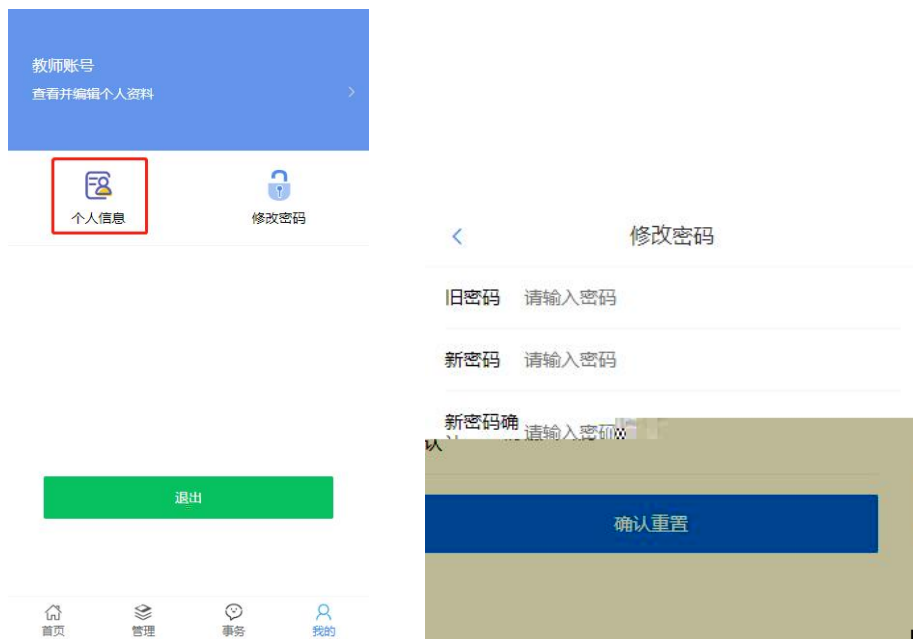 教师账号
查看并编辑个人资料
个人信息
修改密码
退出
首页
管理
事务
我的
修改密码
旧密码
请输入密码
新密码
请输入密码
新密码确
认
请输入密码
确认重置